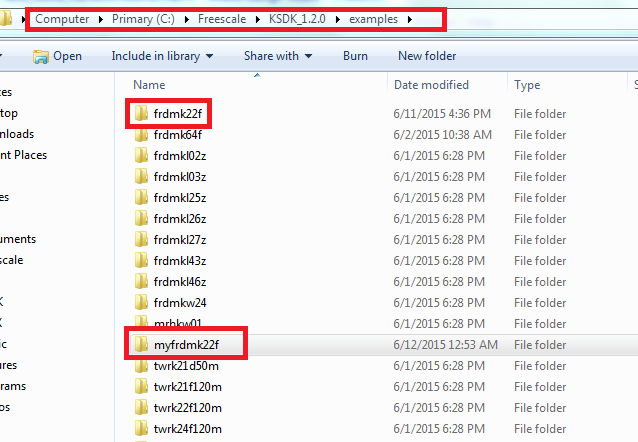 Computer Primary (C:) Freescale KSDK_1.2.0 examples
Open Include in library Share with Burn New folder
Name Date modified Type S
tes frdmk22f 6/11/2015 4:36 PM File folder
top frdmk64f 6/2/2015 10:38 AM File folder
nloads frdmkl02z 6/1/2015 6:28 PM File folder
nt Places frdmkl03z 6/1/2015 6:28 PM File folder
frdmkl25z 6/1/2015 6:28 PM File folder
es frdmkl26z 6/1/2015 6:28 PM File folder
frdmkl27z 6/1/2015 6:28 PM File folder
uments frdmkl43z 6/1/2015 6:28 PM File folder
scale frdmkl46z 6/1/2015 6:28 PM File folder
K frdmkw24 6/1/2015 6:28 PM File folder
K mrbkw01 6/1/2015 6:28 PM File folder
ic myfrdmk22f 6/12/2015 12:53 AM File folder
ures twrk21d50m 6/1/2015 6:28 PM File folder
rams twrk21f120m 6/1/2015 6:28 PM File folder
os twrk22f120m 6/1/2015 6:28 PM File folder
twrk24f120m 6/1/2015 6:28 PM File folder